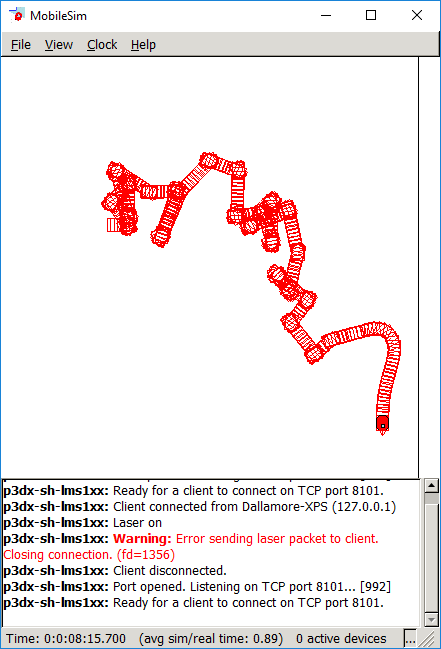 MobileSim
File View Clock Help
p3dx-sh-lms1xx: Ready for a client to connect on TCP port 8101.
p3dx-sh-lms1xx: Client connected from Dallamore-XPS (127.0.0.1)
p3dx-sh-lms1xx: Laser on
p3dx-sh-lms1xx: Warning: Error sending laser packet to client.
Closing connection. (fd=1356)
p3dx-sh-lms1xx: Client disconnected.
p3dx-sh-lms1xx: Port opened. Listening on TCP port 8101... [992]
p3dx-sh-lms1xx: Ready for a client to connect on TCP port 8101.
Time: 0:0:08:15.700 (avg sim/real time: 0.89) 0 active devices ...